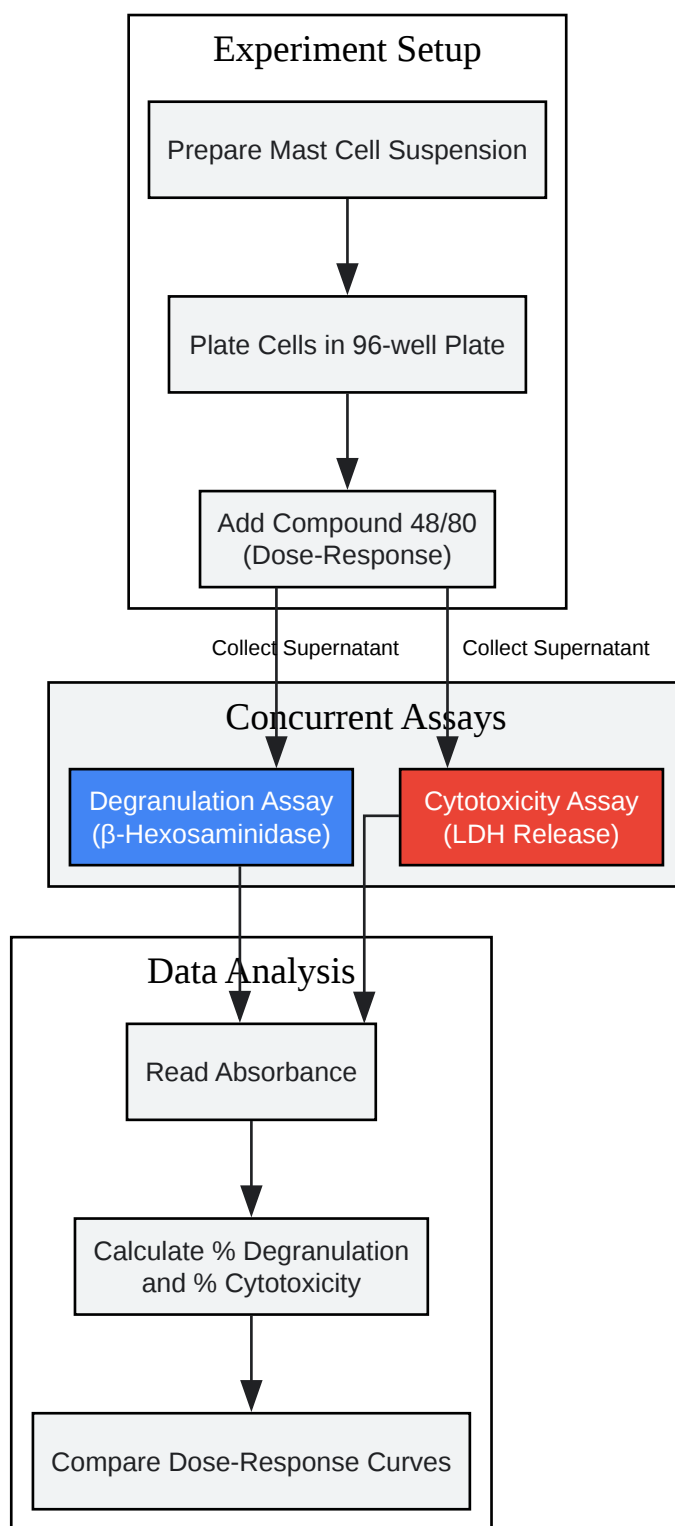 Experiment Setup
Prepare Mast Cell Suspension
Plate Cells in 96-well Plate
Add Compound 48/80
(Dose-Response)
Collect Supernatant
Collect Supernatant
Concurrent Assays
Degranulation Assay
(β-Hexosaminidase)
Cytotoxicity Assay
(LDH Release)
Data Analysis
Read Absorbance
Calculate % Degranulation
and % Cytotoxicity
Compare Dose-Response Curves